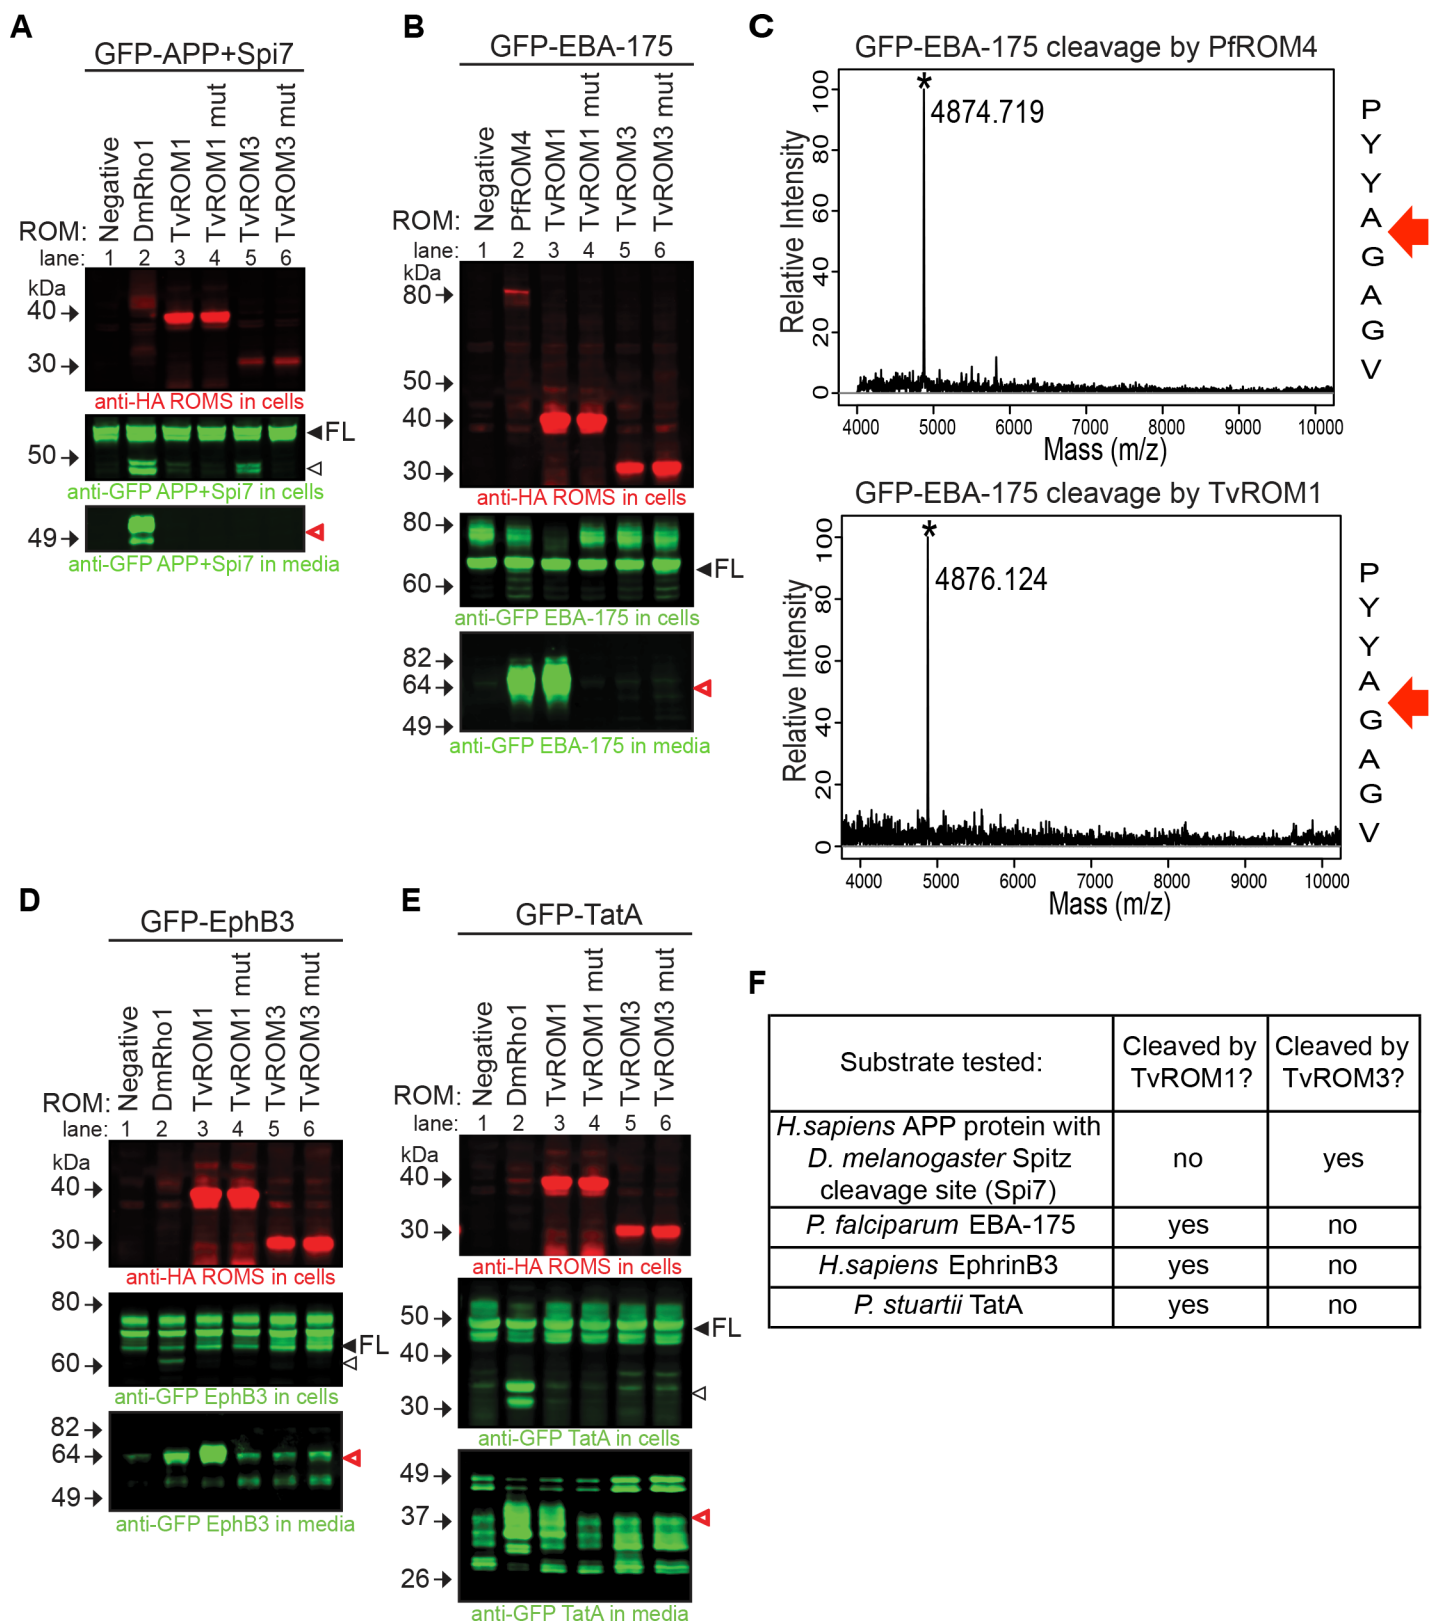 A
GFP-APP+Spi7
ROM:
Negative
DmRho1
TvROM1
TvROM1 mut
TvROM3
TvROM3 mut
lane: 1 2 3 4 5 6
kDa
40
30
anti-HA ROMS in cells
FL
50
anti-GFP APP+Spi7 in cells
49
anti-GFP APP+Spi7 in media
B
GFP-EBA-175
ROM:
Negative
PfROM4
TvROM1
TvROM1 mut
TvROM3
TvROM3 mut
lane: 1 2 3 4 5 6
kDa
80
50
40
30
anti-HA ROMS in cells
80
FL
60
anti-GFP EBA-175 in cells
82
64
49
anti-GFP EBA-175 in media
C
GFP-EBA-175 cleavage by PfROM4
*
4874.719
Relative Intensity
0 20 40 60 80 100
4000 5000 6000 7000 8000 9000 10000
Mass (m/z)
P
Y
Y
A
G
A
G
V
GFP-EBA-175 cleavage by TvROM1
*
4876.124
Relative Intensity
0 20 40 60 80 100
4000 5000 6000 7000 8000 9000 10000
Mass (m/z)
P
Y
Y
A
G
A
G
V
D
GFP-EphB3
ROM:
Negative
DmRho1
TvROM1
TvROM1 mut
TvROM3
TvROM3 mut
lane: 1 2 3 4 5 6
kDa
40
30
anti-HA ROMS in cells
80
FL
60
anti-GFP EphB3 in cells
82
64
49
anti-GFP EphB3 in media
E
GFP-TatA
ROM:
Negative
DmRho1
TvROM1
TvROM1 mut
TvROM3
TvROM3 mut
lane: 1 2 3 4 5 6
kDa
40
30
anti-HA ROMS in cells
50
FL
40
30
anti-GFP TatA in cells
49
37
26
anti-GFP TatA in media
F
Substrate tested:
Cleaved by
TvROM1?
Cleaved by
TvROM3?
H.sapiens APP protein with
D. melanogaster Spitz
cleavage site (Spi7)
no
yes
P. falciparum EBA-175
yes
no
H.sapiens EphrinB3
yes
no
P. stuartii TatA
yes
no